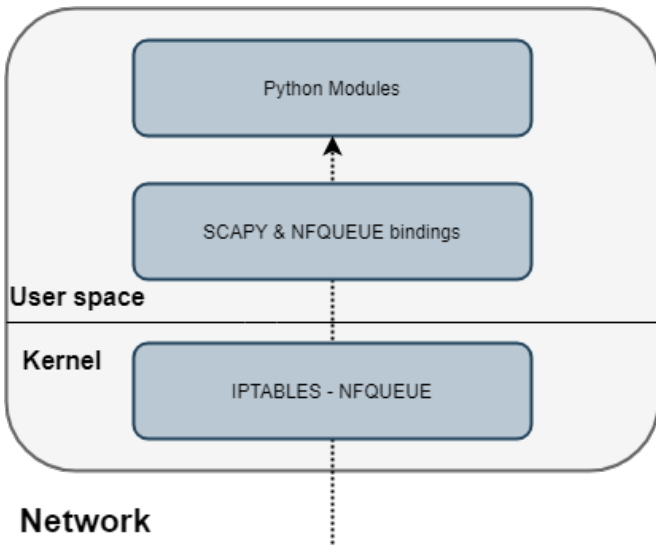 Python Modules
SCAPY & NFQUEUE bindings
User space
Kernel
IPTABLES - NFQUEUE
Network